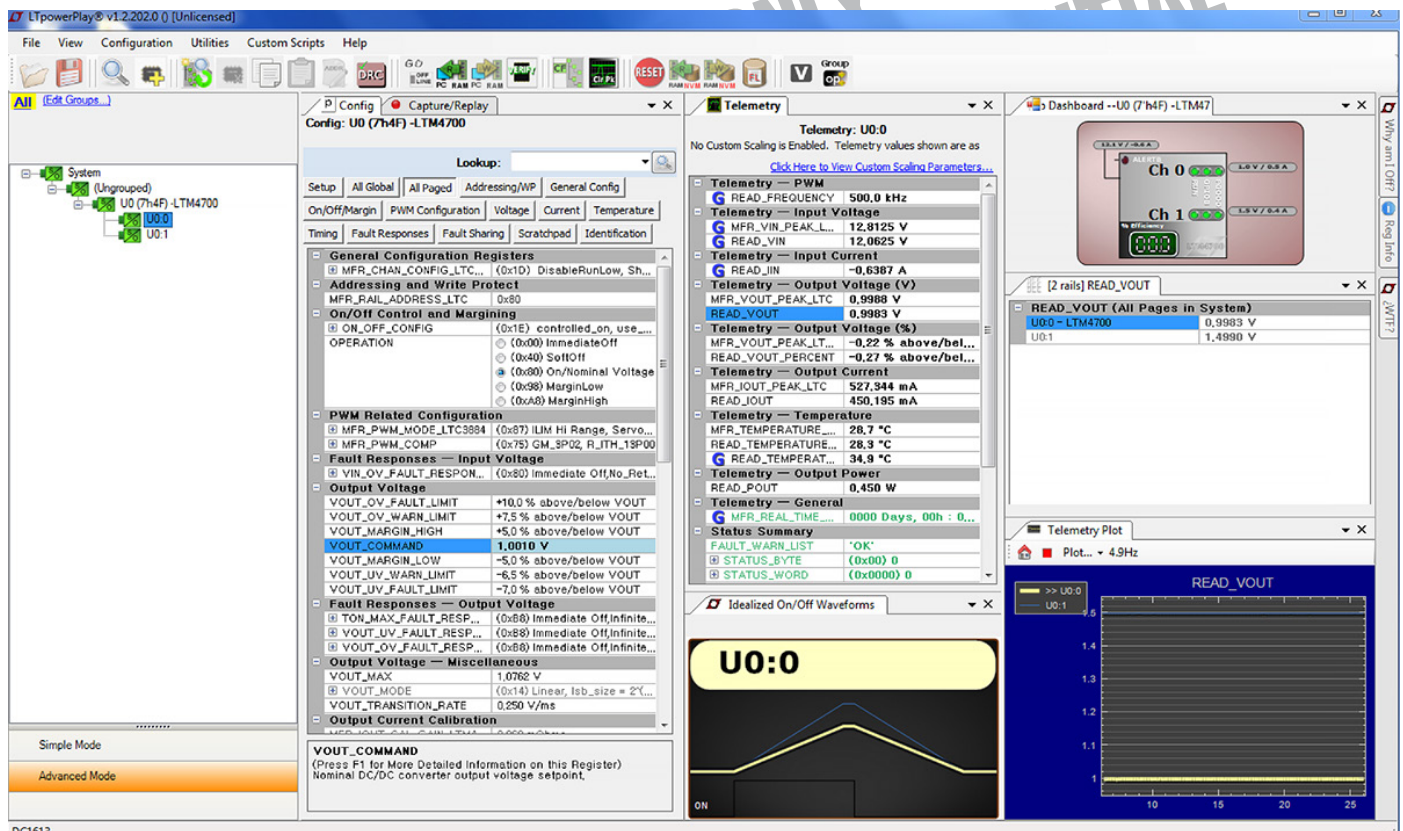 LTpowerPlay® v1.2.202.0 () [Unlicensed]
File View Configuration Utilities Custom Scripts Help
All (Edit Groups...)
System
(Ungrouped)
U0 (7'h4F) -LTM4700
U0:0
U0:1
Simple Mode
Advanced Mode
Config Capture/Replay
Config: U0 (7'h4F) -LTM4700
Lookup:
Setup All Global All Paged Addressing/WP General Config
On/Off/Margin PWM Configuration Voltage Current Temperature
Timing Fault Responses Fault Sharing Scratchpad Identification
General Configuration Registers
MFR_CHAN_CONFIG_LTC... (0x1D) DisableRunLow, Sh...
Addressing and Write Protect
MFR_RAIL_ADDRESS_LTC 0x80
On/Off Control and Margining
ON_OFF_CONFIG (0x1E) controlled_on, use_...
OPERATION (0x00) ImmediateOff
(0x40) SoftOff
(0x80) On/Nominal Voltage
(0x98) MarginLow
(0xA8) MarginHigh
PWM Related Configuration
MFR_PWM_MODE_LTC3884 (0x87) ILIM Hi Range, Servo...
MFR_PWM_COMP (0x75) GM_3P02, R_ITH_13P00
Fault Responses — Input Voltage
VIN_OV_FAULT_RESPON... (0x80) Immediate Off,No_Ret...
Output Voltage
VOUT_OV_FAULT_LIMIT +10.0 % above/below VOUT
VOUT_OV_WARN_LIMIT +7.5 % above/below VOUT
VOUT_MARGIN_HIGH +5.0 % above/below VOUT
VOUT_COMMAND 1.0010 V
VOUT_MARGIN_LOW -5.0 % above/below VOUT
VOUT_UV_WARN_LIMIT -6.5 % above/below VOUT
VOUT_UV_FAULT_LIMIT -7.0 % above/below VOUT
Fault Responses — Output Voltage
TON_MAX_FAULT_RESP... (0xB8) Immediate Off,Infinite...
VOUT_UV_FAULT_RESP... (0xB8) Immediate Off,Infinite...
VOUT_OV_FAULT_RESP... (0xB8) Immediate Off,Infinite...
Output Voltage — Miscellaneous
VOUT_MAX 1.0762 V
VOUT_MODE (0x14) Linear, lsb_size = 2^(...
VOUT_TRANSITION_RATE 0.250 V/ms
Output Current Calibration
VOUT_COMMAND
(Press F1 for More Detailed Information on this Register)
Nominal DC/DC converter output voltage setpoint.
Telemetry
Telemetry: U0:0
No Custom Scaling is Enabled. Telemetry values shown are as
Click Here to View Custom Scaling Parameters...
Telemetry — PWM
READ_FREQUENCY 500.0 kHz
Telemetry — Input Voltage
MFR_VIN_PEAK_L... 12.8125 V
READ_VIN 12.0625 V
Telemetry — Input Current
READ_IIN -0.6387 A
Telemetry — Output Voltage (V)
MFR_VOUT_PEAK_LTC 0.9988 V
READ_VOUT 0.9983 V
Telemetry — Output Voltage (%)
MFR_VOUT_PEAK_LT... -0.22 % above/bel...
READ_VOUT_PERCENT -0.27 % above/bel...
Telemetry — Output Current
MFR_IOUT_PEAK_LTC 527.344 mA
READ_IOUT 450.195 mA
Telemetry — Temperature
MFR_TEMPERATURE_... 28.7 °C
READ_TEMPERATURE... 28.3 °C
READ_TEMPERAT... 34.9 °C
Telemetry — Output Power
READ_POUT 0.450 W
Telemetry — General
MFR_REAL_TIME_... 0000 Days, 00h : 0...
Status Summary
FAULT_WARN_LIST 'OK'
STATUS_BYTE (0x00) 0
STATUS_WORD (0x0000) 0
Idealized On/Off Waveforms
U0:0
ON
Dashboard --U0 (7'h4F) -LTM47
ALERTB
Ch 0
1.0 V / 0.5 A
Ch 1
1.5 V / 0.4 A
% Efficiency
000
[2 rails] READ_VOUT
READ_VOUT (All Pages in System)
U0:0 - LTM4700 0.9983 V
U0:1 1.4990 V
Telemetry Plot
Plot... 4.9Hz
READ_VOUT
>> U0:0
U0:1
1.5
1.4
1.3
1.2
1.1
1
10 15 20 25
Why am I Off?
Reg Info
¿WTF?